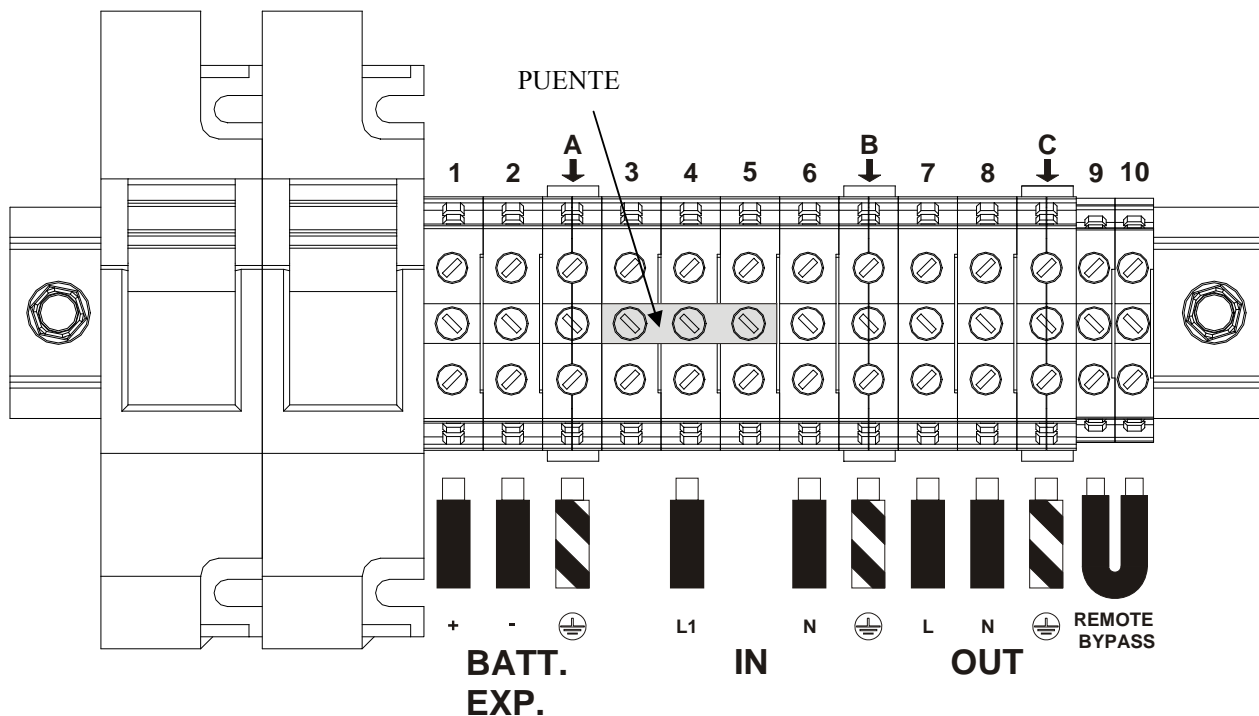 PUENTE
A B C
1 2 3 4 5 6 7 8 9 10
+ - L1 N L N REMOTE
BYPASS
BATT. IN OUT
EXP.